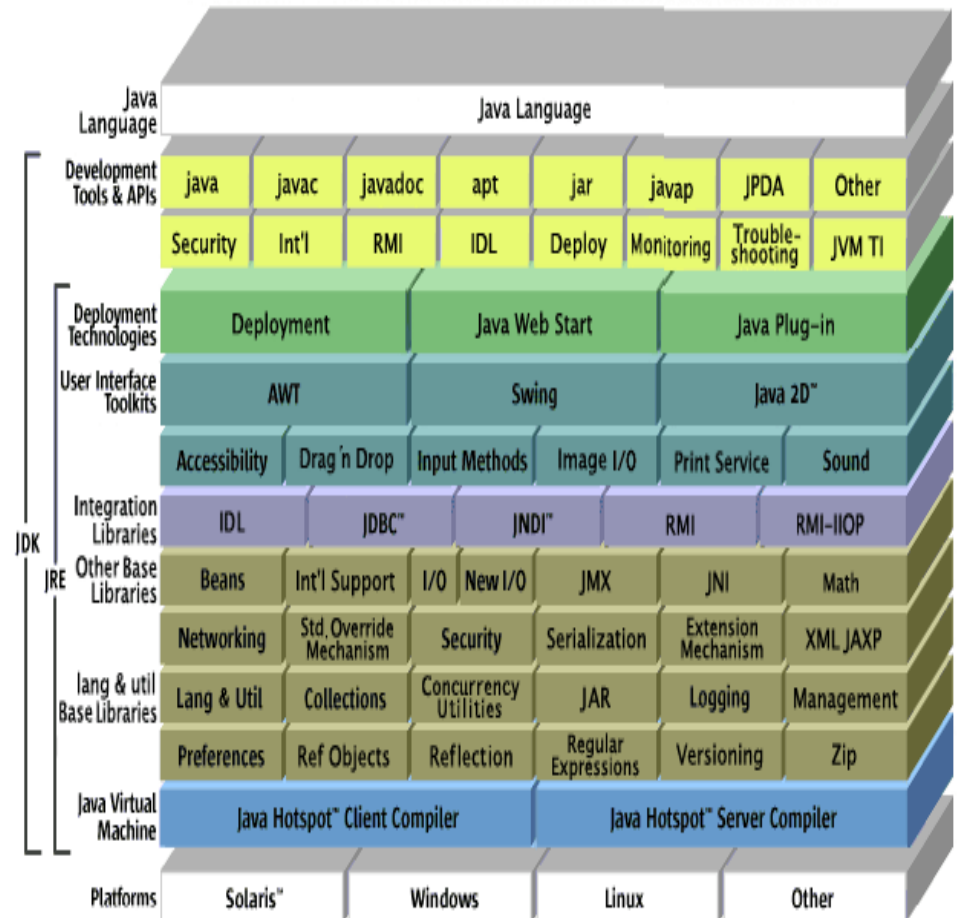 Java Language
Java Language
Development Tools & APIs
java javac javadoc apt jar javap JPDA Other
Security Int'l RMI IDL Deploy Monitoring Trouble-shooting JVM TI
Deployment Technologies
Deployment Java Web Start Java Plug-in
User Interface Toolkits
AWT Swing Java 2D™
Accessibility Drag 'n Drop Input Methods Image I/O Print Service Sound
Integration Libraries
IDL JDBC™ JNDI™ RMI RMI-IIOP
JDK
JRE
Other Base Libraries
Beans Int'l Support I/O New I/O JMX JNI Math
Networking Std. Override Mechanism Security Serialization Extension Mechanism XML JAXP
lang & util Base Libraries
Lang & Util Collections Concurrency Utilities JAR Logging Management
Preferences Ref Objects Reflection Regular Expressions Versioning Zip
Java Virtual Machine
Java Hotspot™ Client Compiler Java Hotspot™ Server Compiler
Platforms
Solaris™ Windows Linux Other